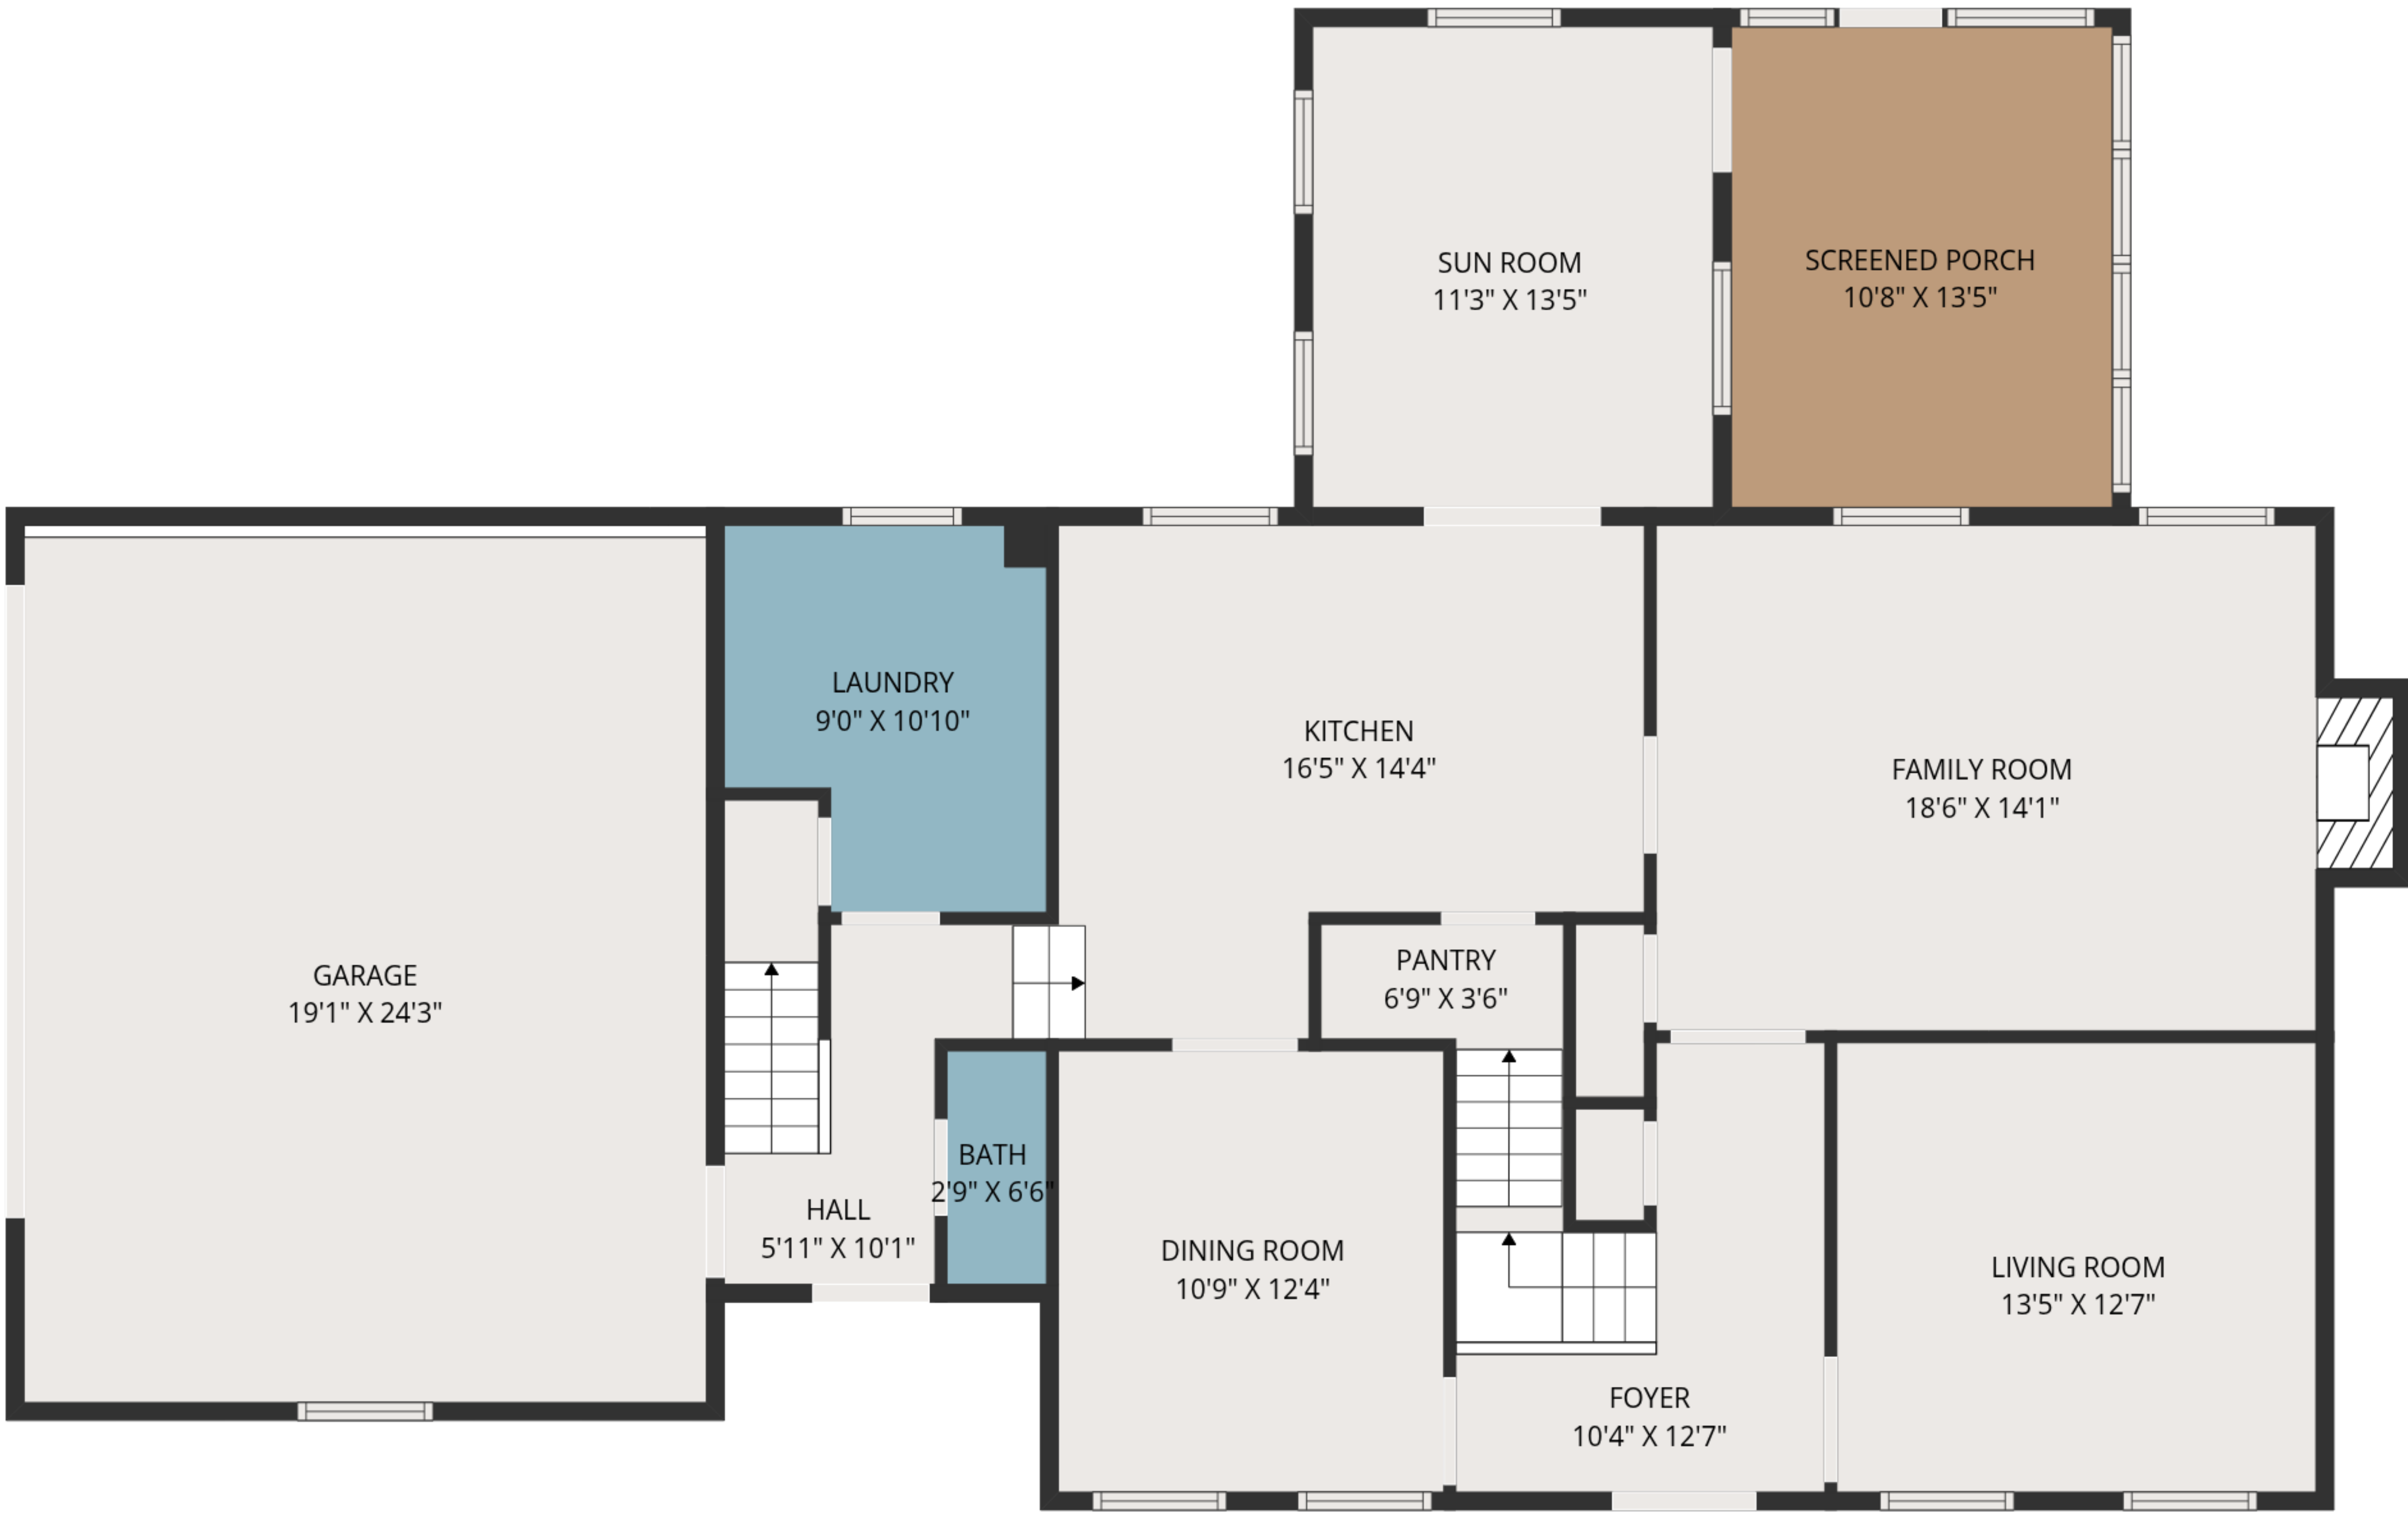 SUN ROOM
11'3" X 13'5"
SCREENED PORCH
10'8" X 13'5"
LAUNDRY
9'0" X 10'10"
KITCHEN
16'5" X 14'4"
FAMILY ROOM
18'6" X 14'1"
GARAGE
19'1" X 24'3"
PANTRY
6'9" X 3'6"
BATH
2'9" X 6'6"
HALL
5'11" X 10'1"
DINING ROOM
10'9" X 12'4"
LIVING ROOM
13'5" X 12'7"
FOYER
10'4" X 12'7"